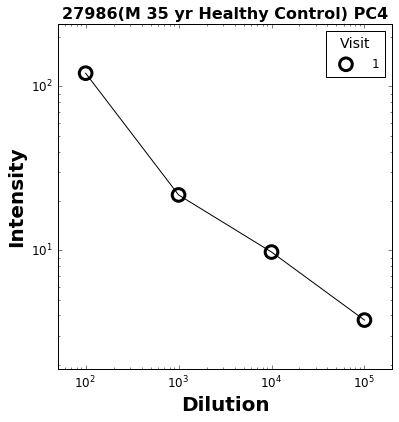 27986(M 35 yr Healthy Control) PC4
Visit
1
10²
10¹
Intensity
10² 10³ 10⁴ 10⁵
Dilution